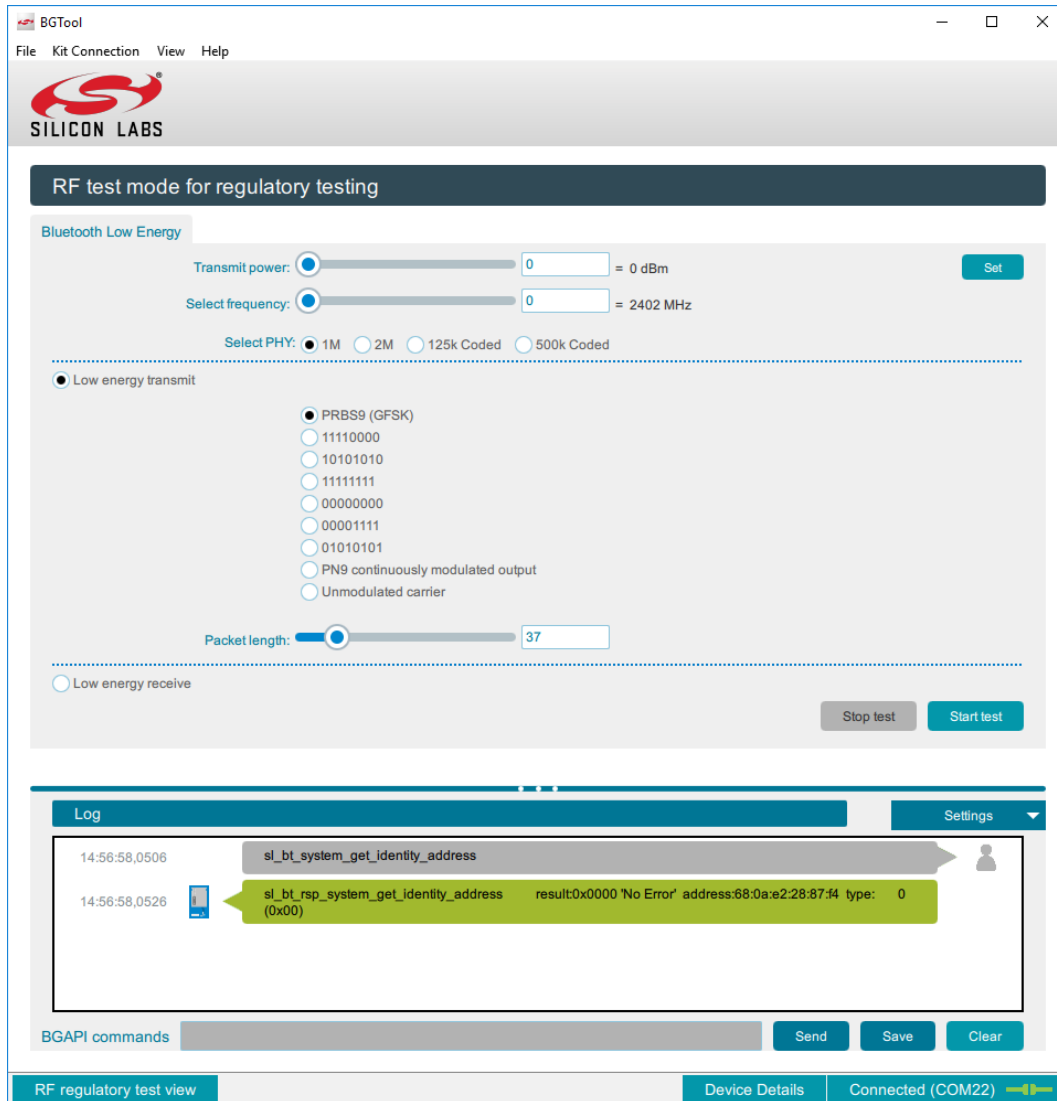 BGTool
File Kit Connection View Help
SILICON LABS
RF test mode for regulatory testing
Bluetooth Low Energy
Transmit power: 0 = 0 dBm Set
Select frequency: 0 = 2402 MHz
Select PHY: 1M 2M 125k Coded 500k Coded
Low energy transmit
PRBS9 (GFSK)
11110000
10101010
11111111
00000000
00001111
01010101
PN9 continuously modulated output
Unmodulated carrier
Packet length: 37
Low energy receive
Stop test Start test
Log Settings
14:56:58,0506 sl_bt_system_get_identity_address
14:56:58,0526 sl_bt_rsp_system_get_identity_address result:0x0000 'No Error' address:68:0a:e2:28:87:f4 type: 0
(0x00)
BGAPI commands Send Save Clear
RF regulatory test view Device Details Connected (COM22)